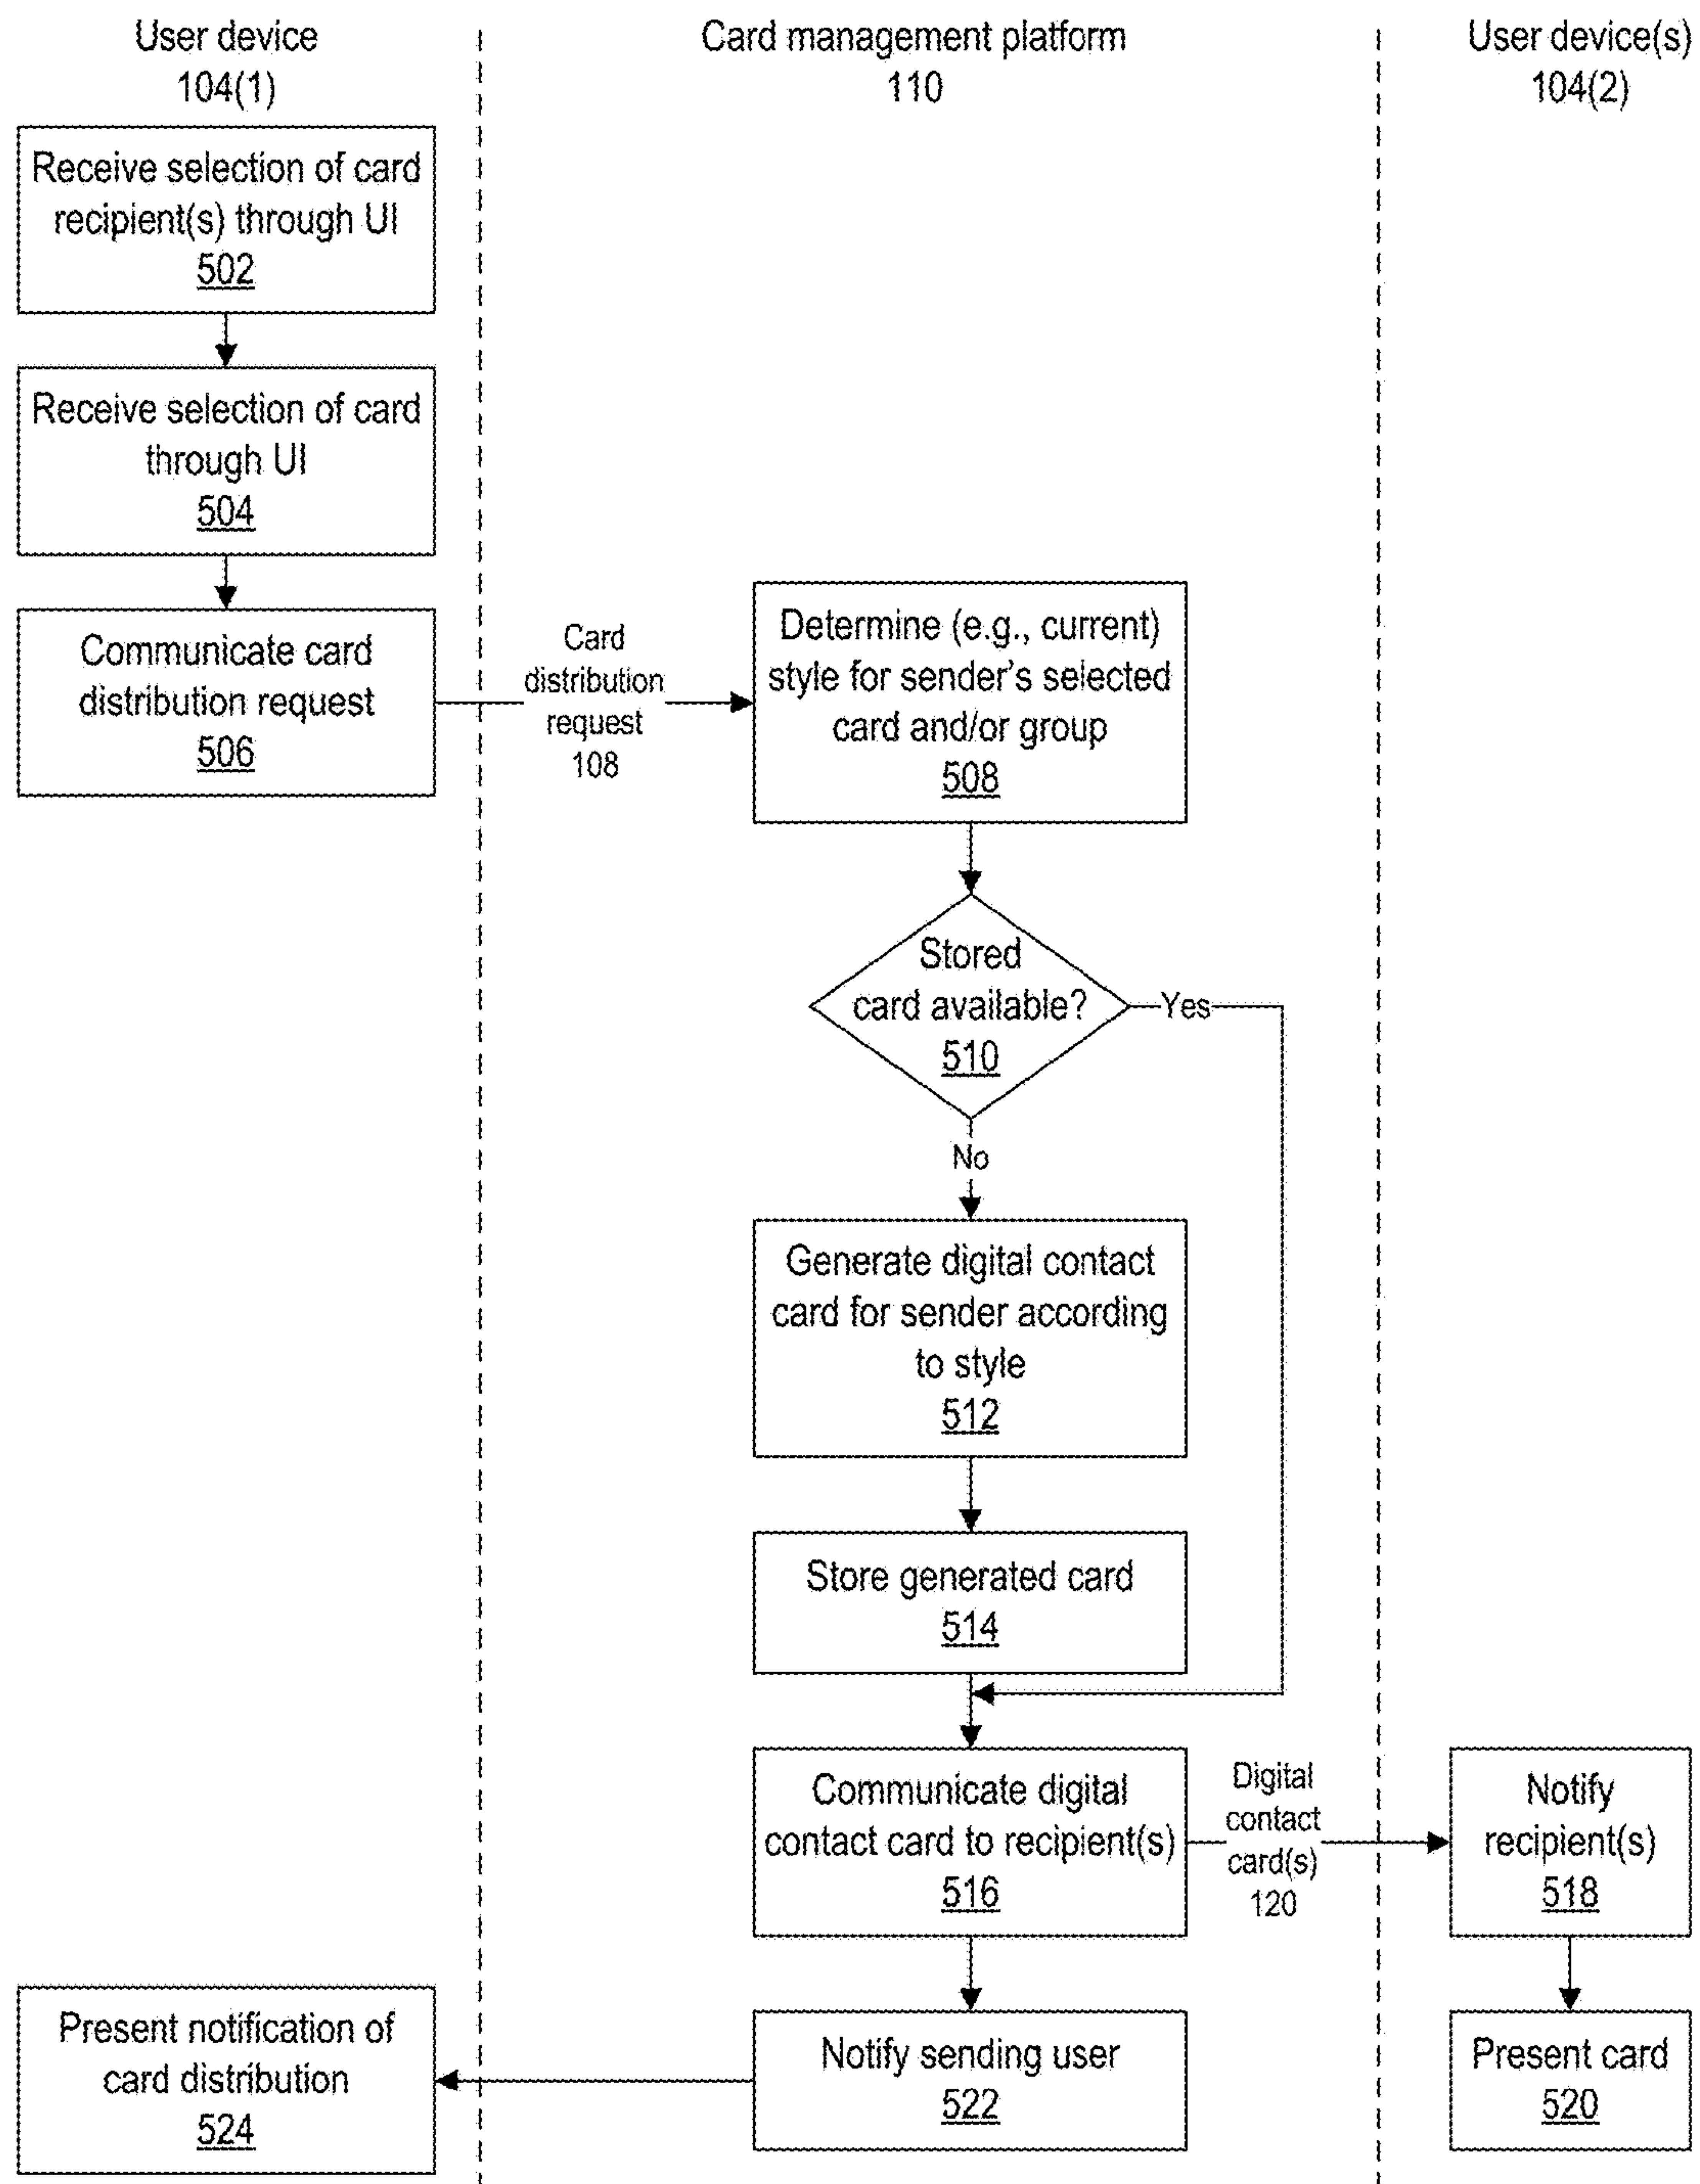 User device
104(1)
Card management platform
110
User device(s)
104(2)
Receive selection of card
recipient(s) through UI
502
Receive selection of card
through UI
504
Communicate card
distribution request
506
Card
distribution
request
108
Determine (e.g., current)
style for sender's selected
card and/or group
508
Stored
card available?
510
Yes
No
Generate digital contact
card for sender according
to style
512
Store generated card
514
Communicate digital
contact card to recipient(s)
516
Digital
contact
card(s)
120
Notify
recipient(s)
518
Present notification of
card distribution
524
Notify sending user
522
Present card
520